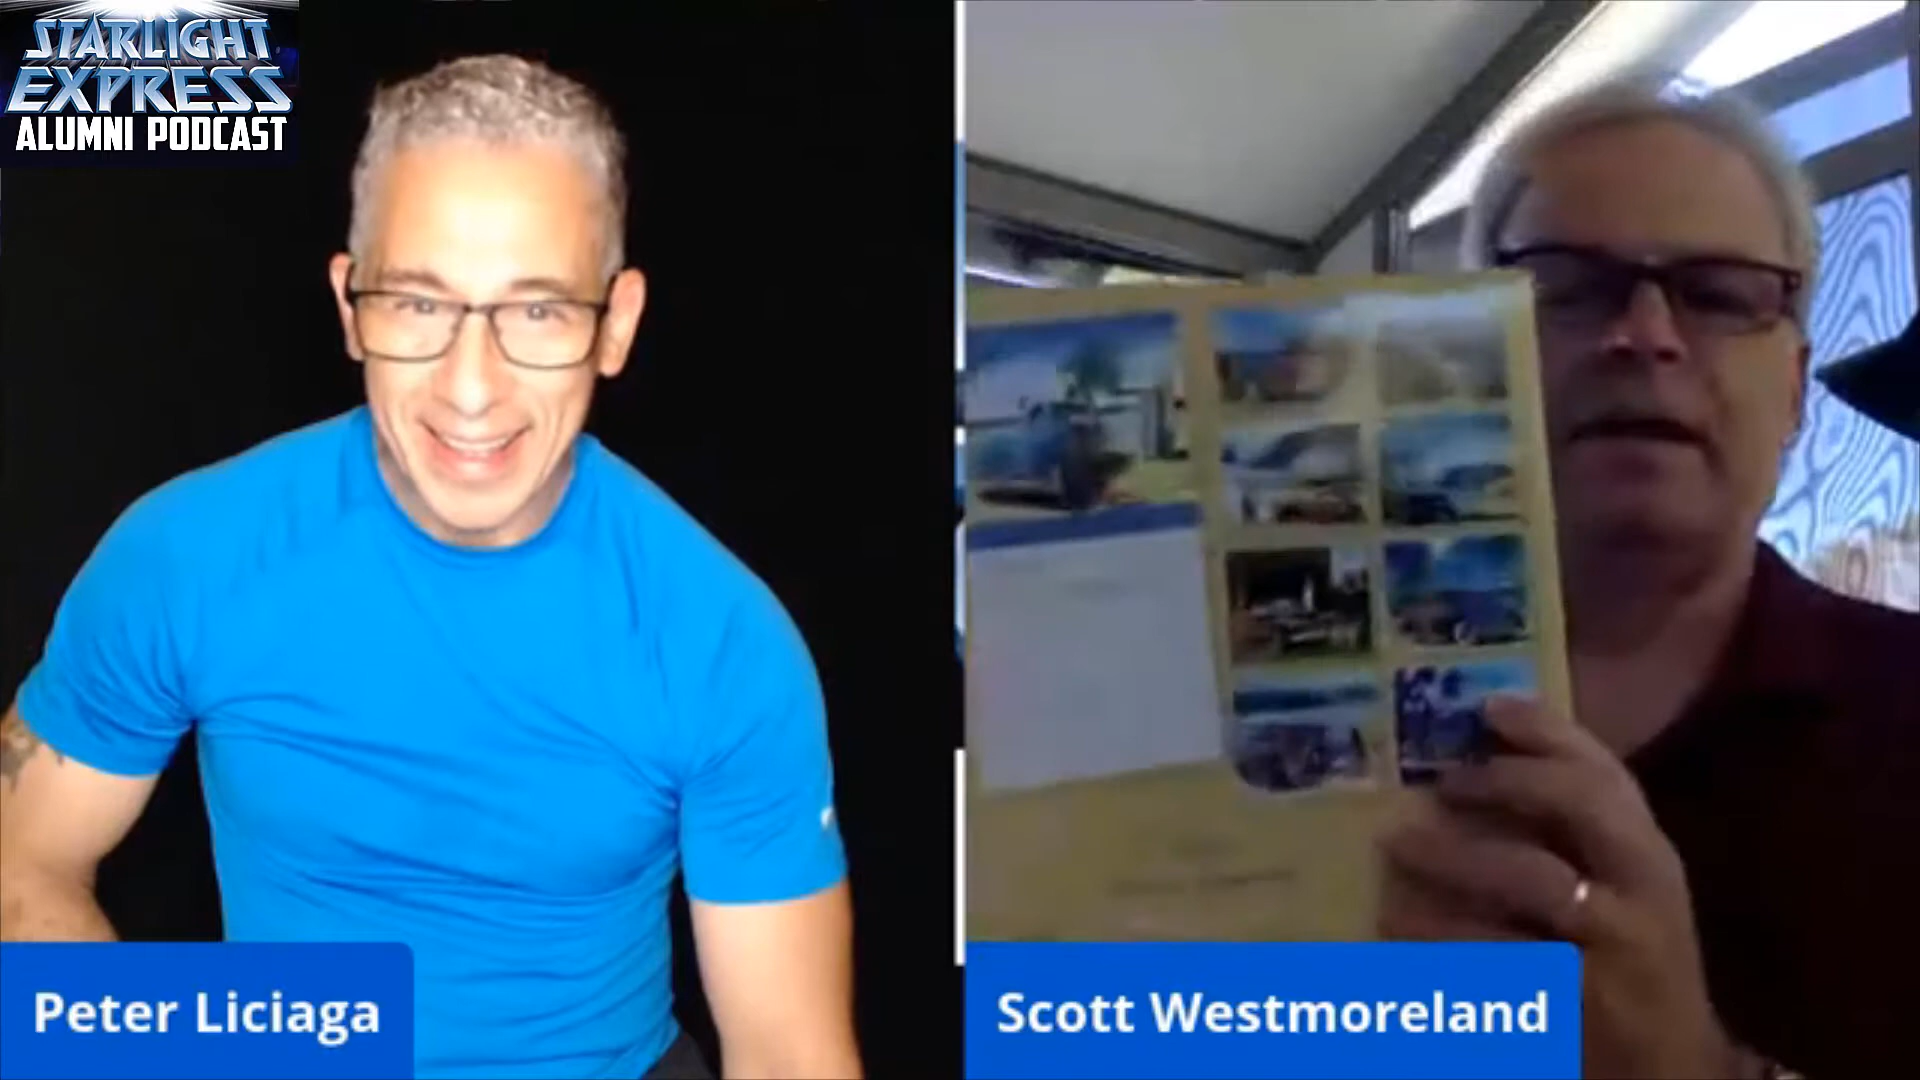 STARLIGHT
EXPRESS
ALUMNI PODCAST
Peter Liciaga
Scott Westmoreland